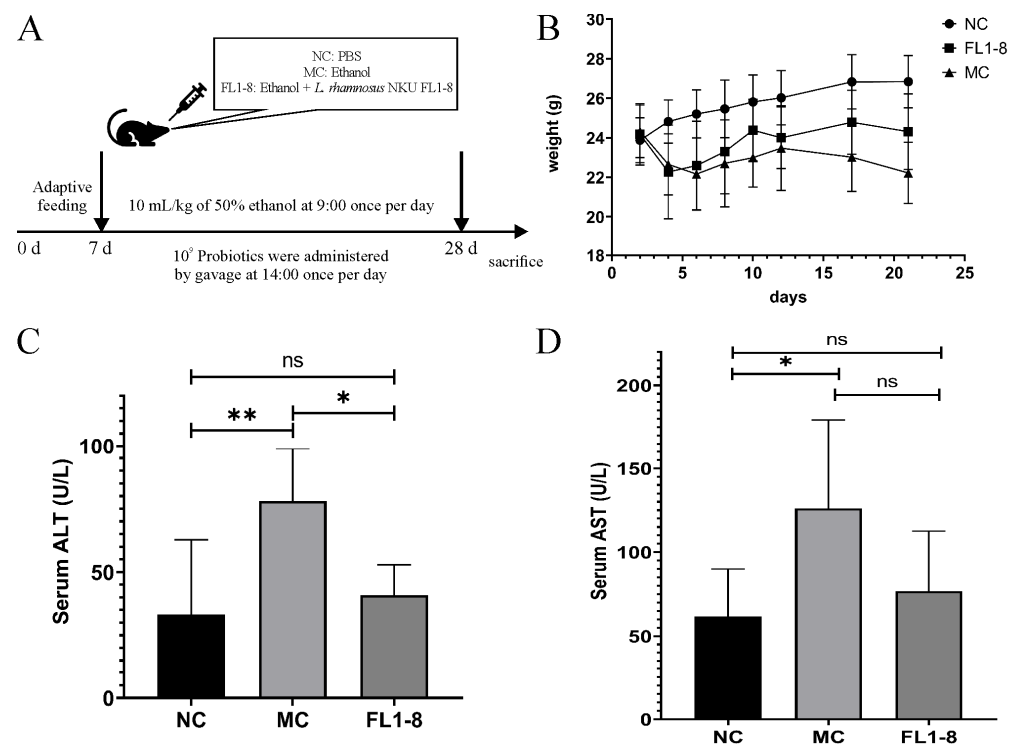 A
NC: PBS
MC: Ethanol
FL1-8: Ethanol + L. rhamnosus NKU FL1-8
Adaptive
feeding
10 mL/kg of 50% ethanol at 9:00 once per day
0 d
7 d
28 d
sacrifice
10⁹ Probiotics were administered
by gavage at 14:00 once per day
B
NC
FL1-8
MC
weight (g)
30
28
26
24
22
20
18
0
5
10
15
20
25
days
C
ns
**
*
Serum ALT (U/L)
100
50
0
NC
MC
FL1-8
D
ns
*
ns
Serum AST (U/L)
200
150
100
50
0
NC
MC
FL1-8